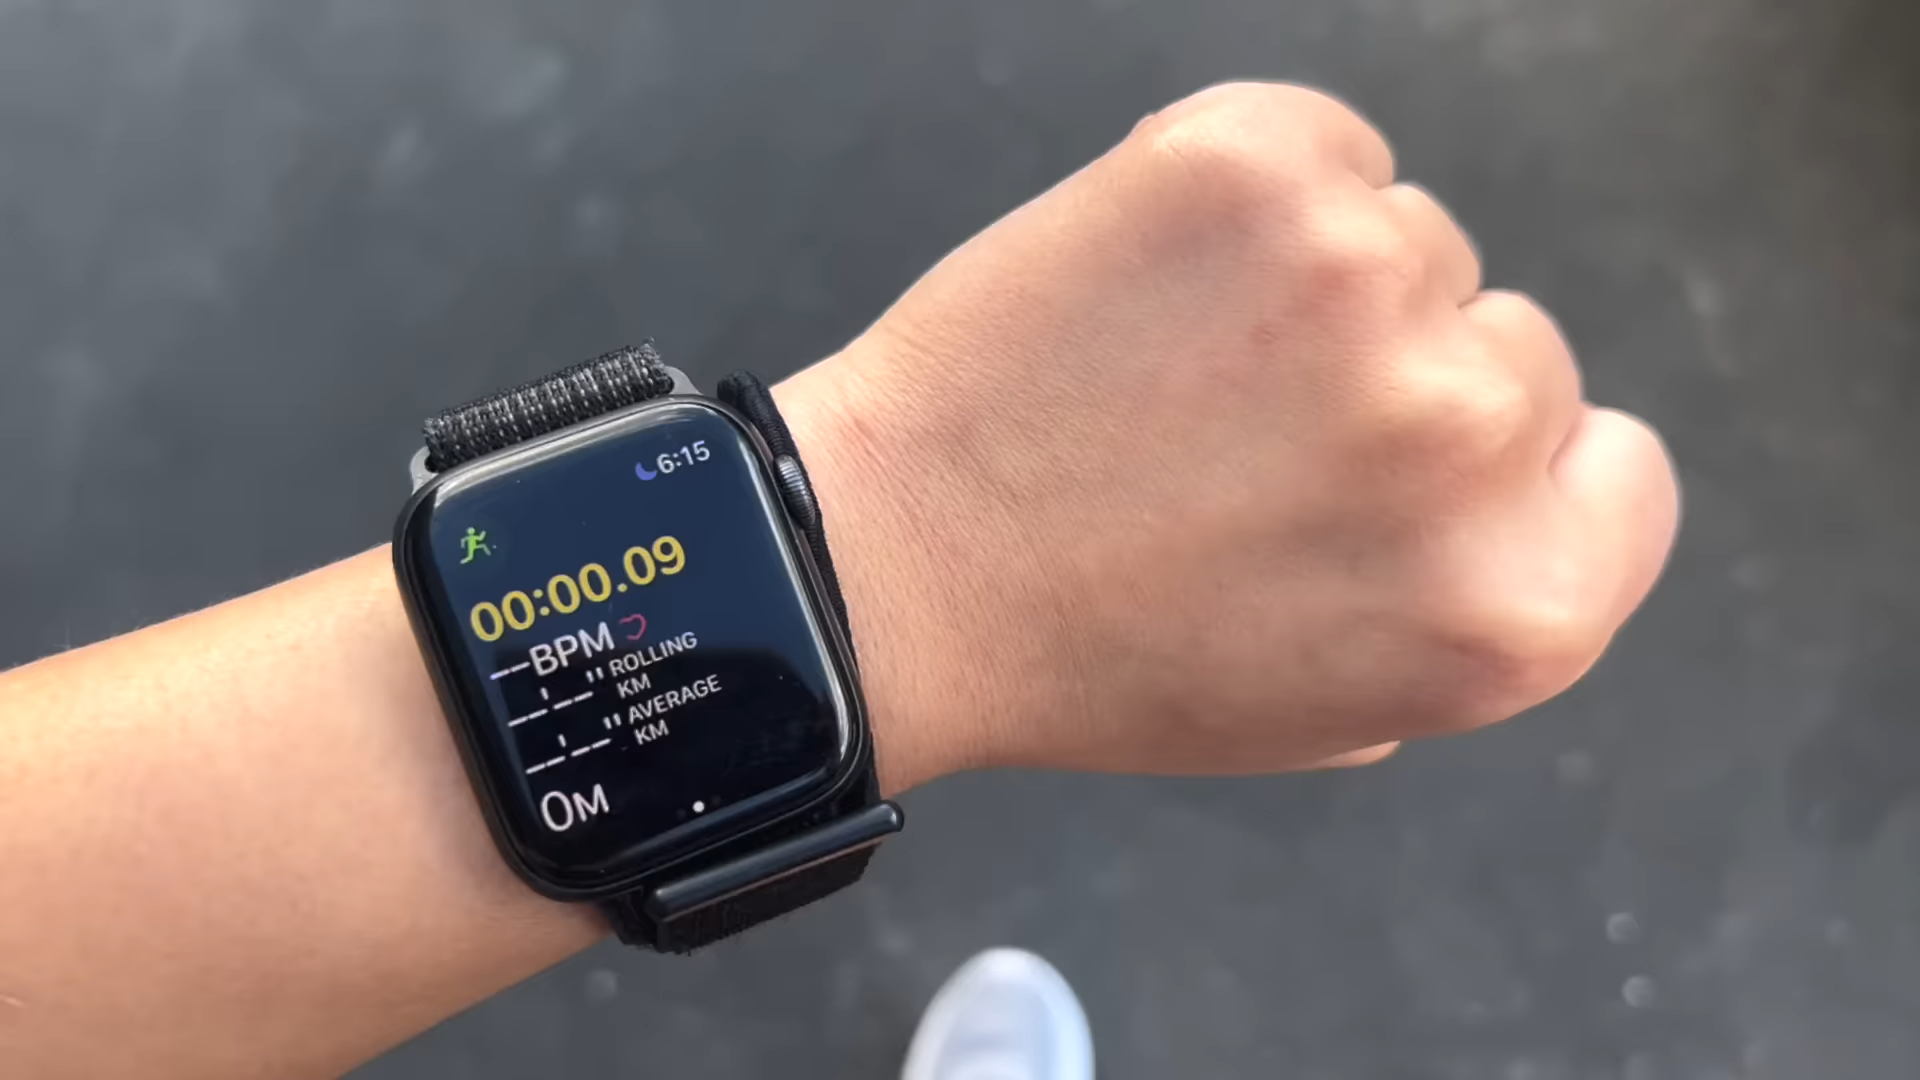 6:15
00:00.09
--BPM
--'--" ROLLING
KM
--'--" AVERAGE
KM
0M